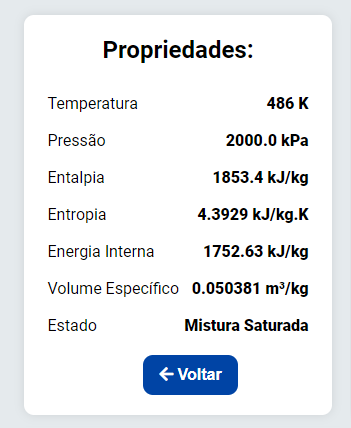 Propriedades:
Temperatura 486 K
Pressão 2000.0 kPa
Entalpia 1853.4 kJ/kg
Entropia 4.3929 kJ/kg.K
Energia Interna 1752.63 kJ/kg
Volume Específico 0.050381 m³/kg
Estado Mistura Saturada
← Voltar